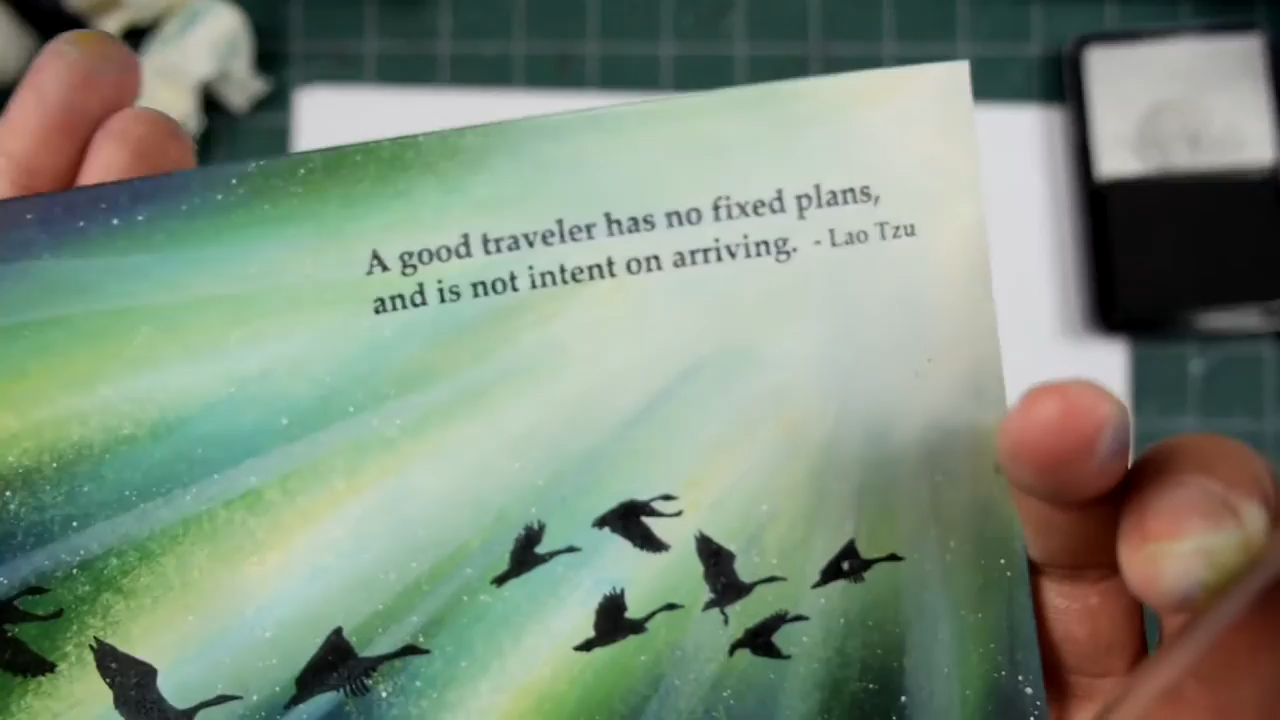 A good traveler has no fixed plans,
and is not intent on arriving. - Lao Tzu